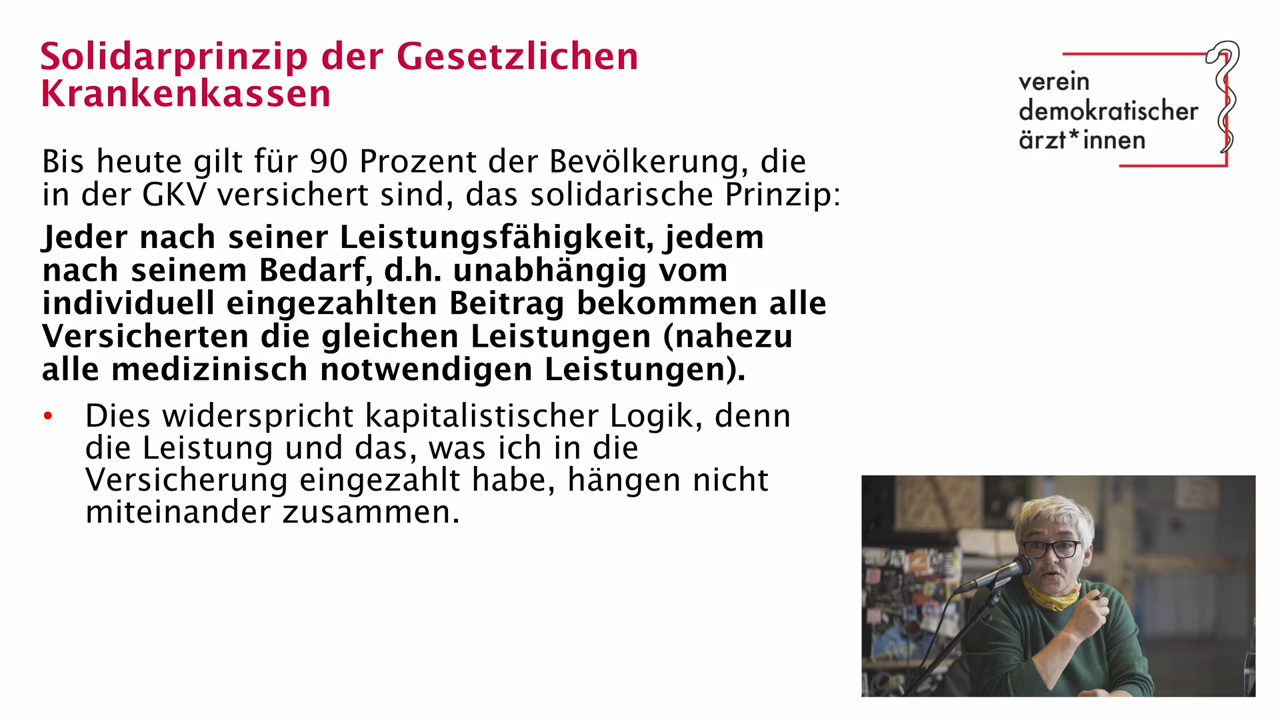 Solidarprinzip der Gesetzlichen
Krankenkassen
verein
demokratischer
ärzt*innen
Bis heute gilt für 90 Prozent der Bevölkerung, die
in der GKV versichert sind, das solidarische Prinzip:
Jeder nach seiner Leistungsfähigkeit, jedem
nach seinem Bedarf, d.h. unabhängig vom
individuell eingezahlten Beitrag bekommen alle
Versicherten die gleichen Leistungen (nahezu
alle medizinisch notwendigen Leistungen).
• Dies widerspricht kapitalistischer Logik, denn
die Leistung und das, was ich in die
Versicherung eingezahlt habe, hängen nicht
miteinander zusammen.